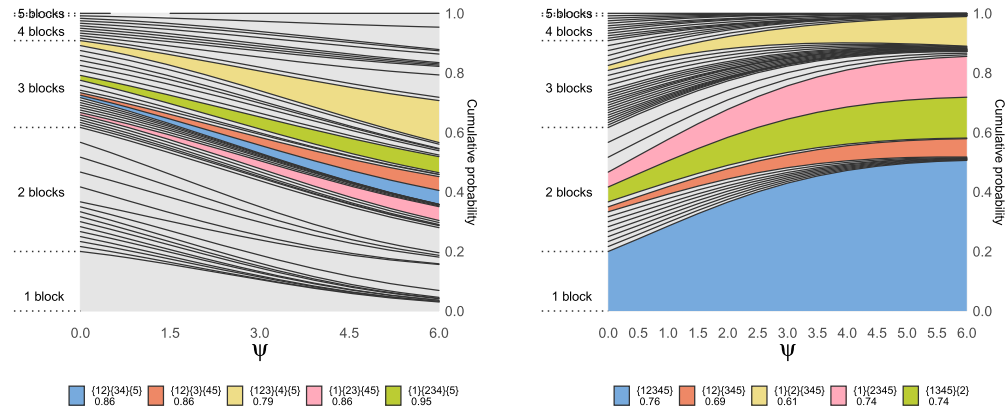 5 blocks
4 blocks
3 blocks
2 blocks
1 block
1.0
0.8
0.6
0.4
0.2
0.0
Cumulative probability
0.0 1.5 3.0 4.5 6.0
ψ
{12}{34}{5} {12}{3}{45} {123}{4}{5} {1}{23}{45} {1}{234}{5}
0.86 0.86 0.79 0.86 0.95
5 blocks
4 blocks
3 blocks
2 blocks
1 block
1.0
0.8
0.6
0.4
0.2
0.0
Cumulative probability
0.0 0.5 1.0 1.5 2.0 2.5 3.0 3.5 4.0 4.5 5.0 5.5 6.0
ψ
{12345} {12}{345} {1}{2}{345} {1}{2345} {1345}{2}
0.76 0.69 0.61 0.74 0.74